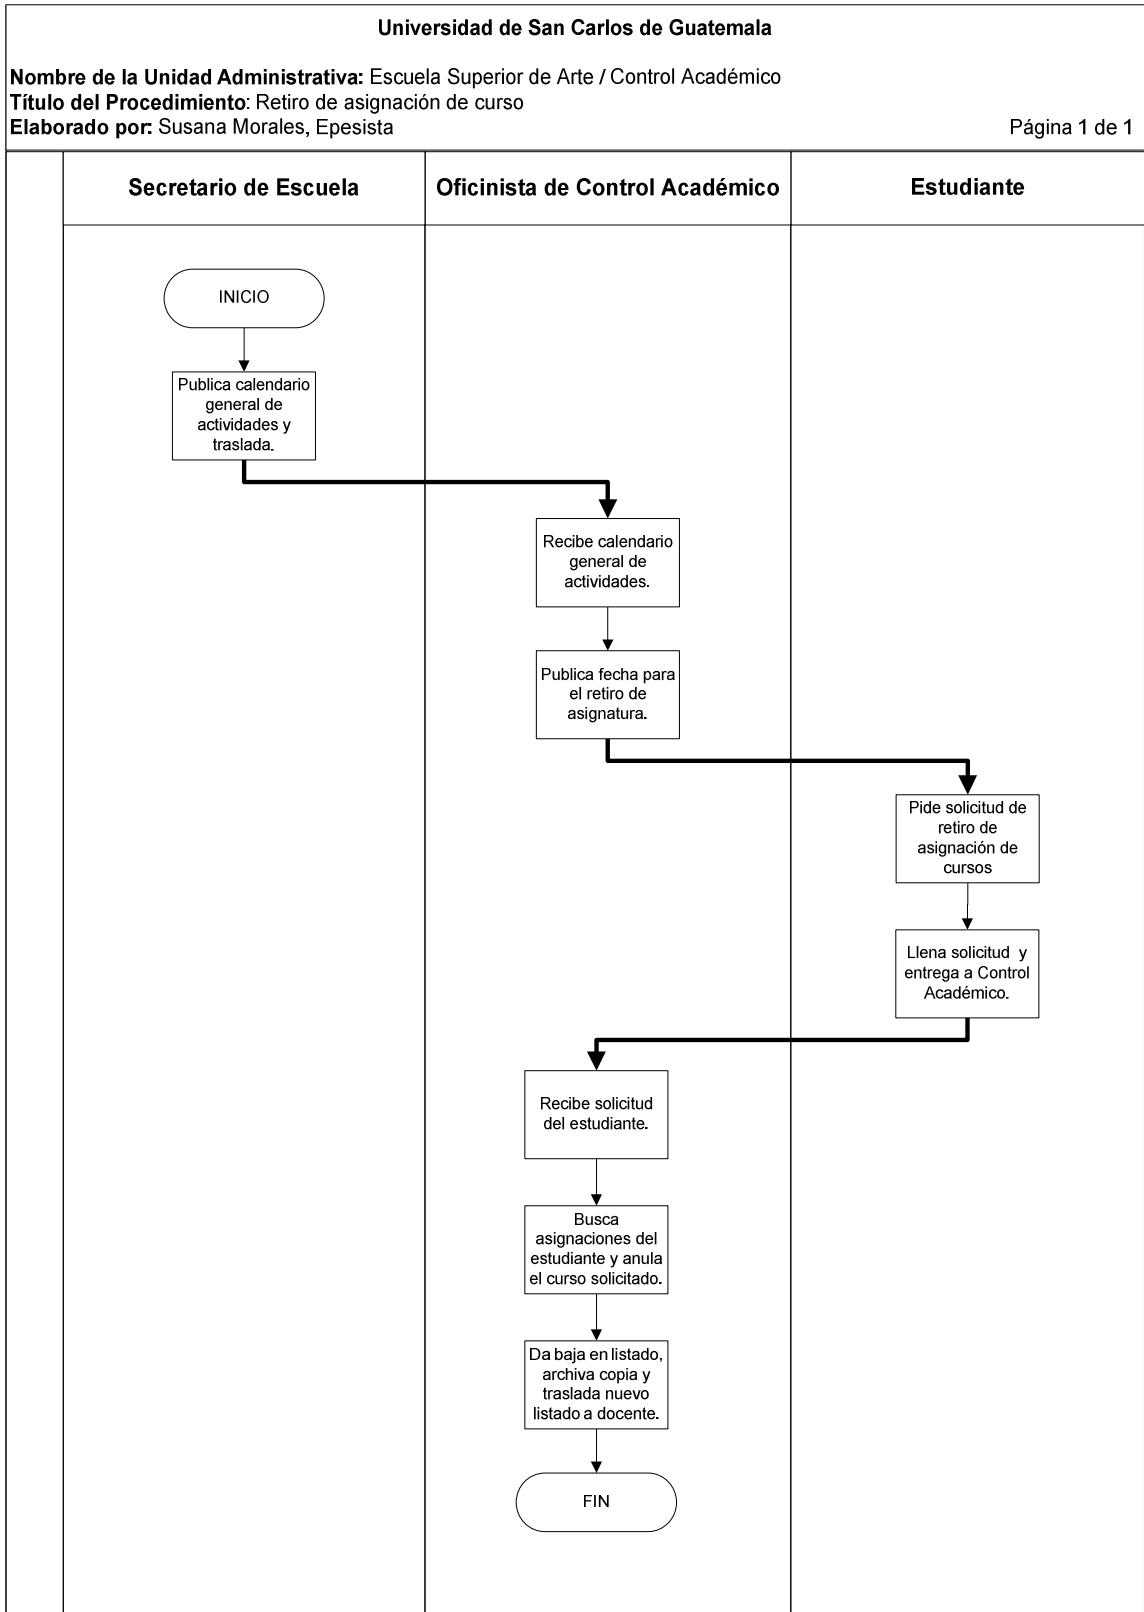 Universidad de San Carlos de Guatemala
Nombre de la Unidad Administrativa: Escuela Superior de Arte / Control Académico
Título del Procedimiento: Retiro de asignación de curso
Elaborado por: Susana Morales, Epesista
Página 1 de 1
Secretario de Escuela
Oficinista de Control Académico
Estudiante
INICIO
Publica calendario
general de
actividades y
traslada.
Recibe calendario
general de
actividades.
Publica fecha para
el retiro de
asignatura.
Pide solicitud de
retiro de
asignación de
cursos
Llena solicitud y
entrega a Control
Académico.
Recibe solicitud
del estudiante.
Busca
asignaciones del
estudiante y anula
el curso solicitado.
Da baja en listado,
archiva copia y
traslada nuevo
listado a docente.
FIN